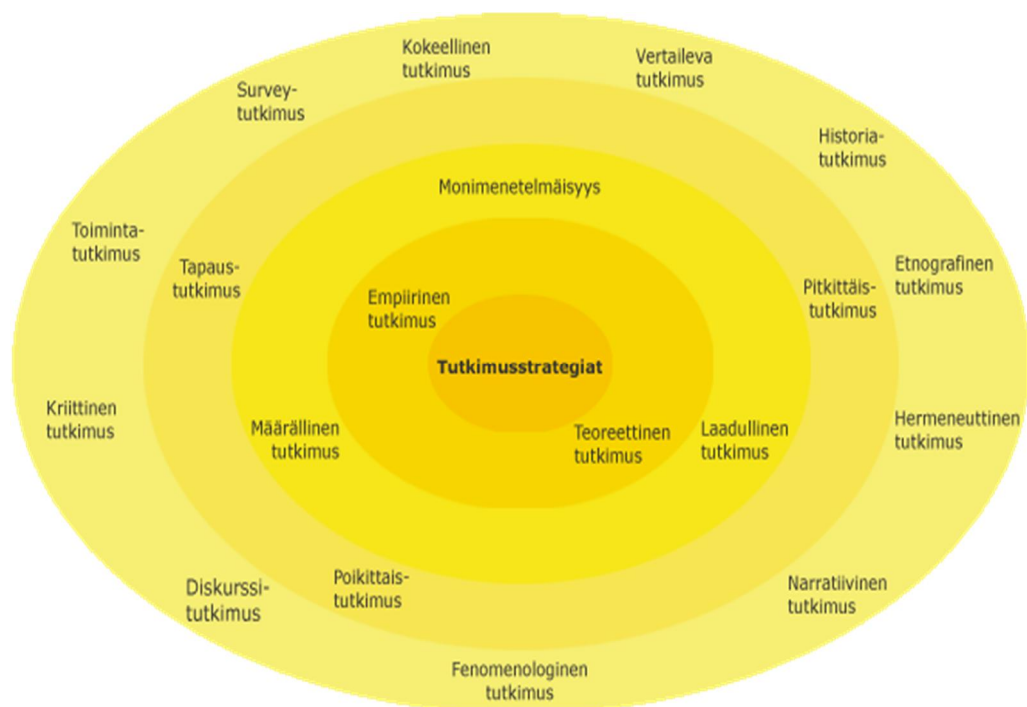 Kokeellinen
tutkimus
Vertaileva
tutkimus
Survey-
tutkimus
Historia-
tutkimus
Monimenetelmäisyys
Toiminta-
tutkimus
Tapaus-
tutkimus
Etnografinen
tutkimus
Pitkittäis-
tutkimus
Empiirinen
tutkimus
Tutkimusstrategiat
Kriittinen
tutkimus
Määrällinen
tutkimus
Teoreettinen
tutkimus
Laadullinen
tutkimus
Hermeneuttinen
tutkimus
Diskurssi-
tutkimus
Poikittais-
tutkimus
Narratiivinen
tutkimus
Fenomenologinen
tutkimus